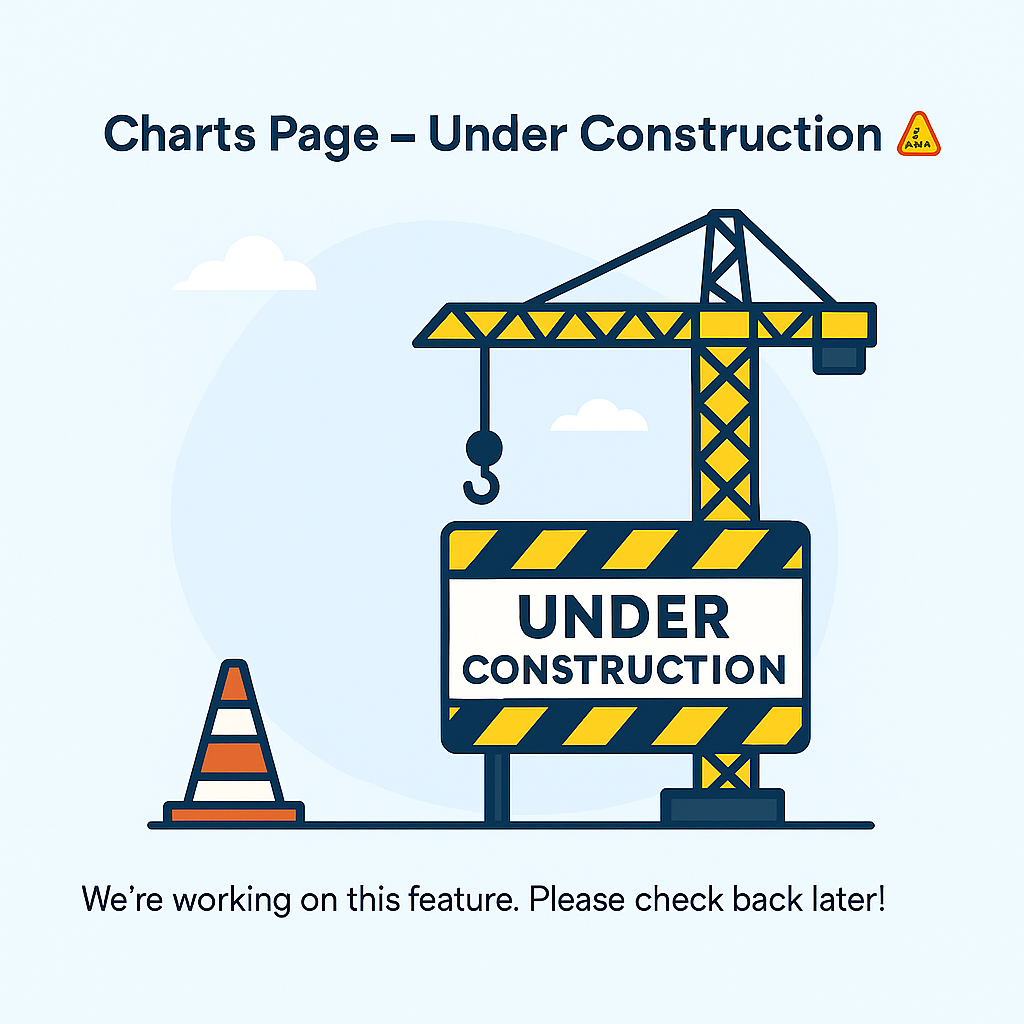 Charts Page – Under Construction
UNDER
CONSTRUCTION
We're working on this feature. Please check back later!